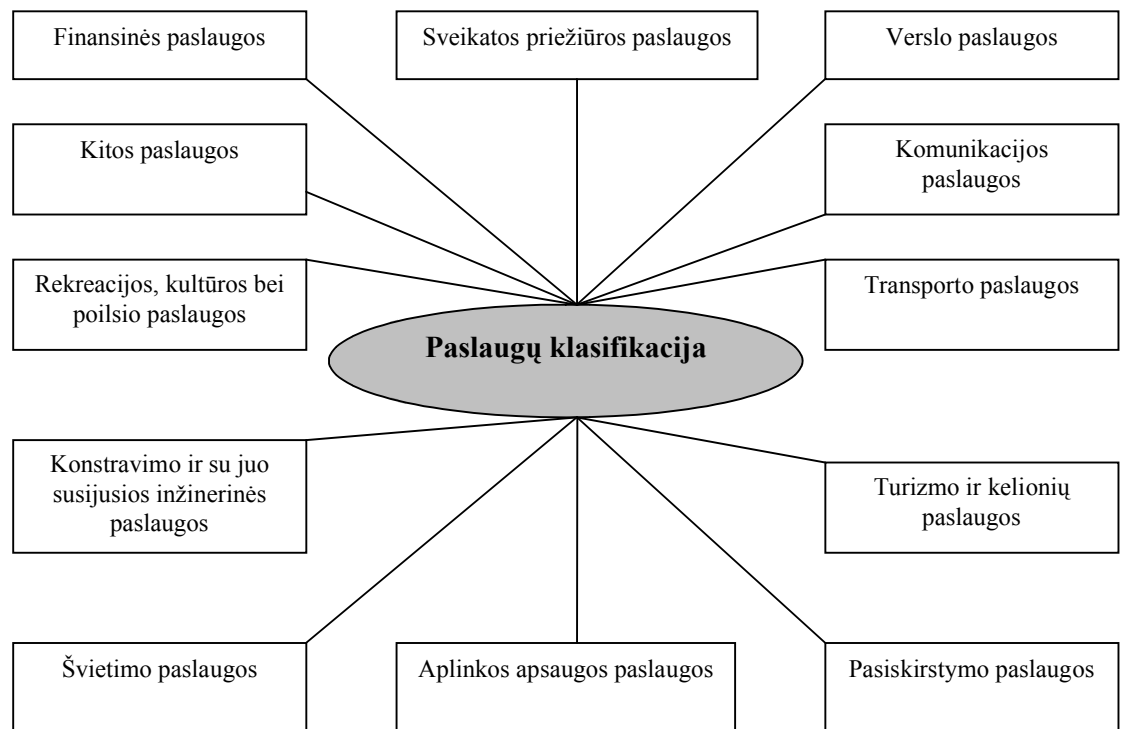 Finansinės paslaugos
Sveikatos priežiūros paslaugos
Verslo paslaugos
Kitos paslaugos
Komunikacijos
paslaugos
Rekreacijos, kultūros bei
poilsio paslaugos
Transporto paslaugos
Paslaugų klasifikacija
Konstravimo ir su juo
susijusios inžinerinės
paslaugos
Turizmo ir kelionių
paslaugos
Švietimo paslaugos
Aplinkos apsaugos paslaugos
Pasiskirstymo paslaugos